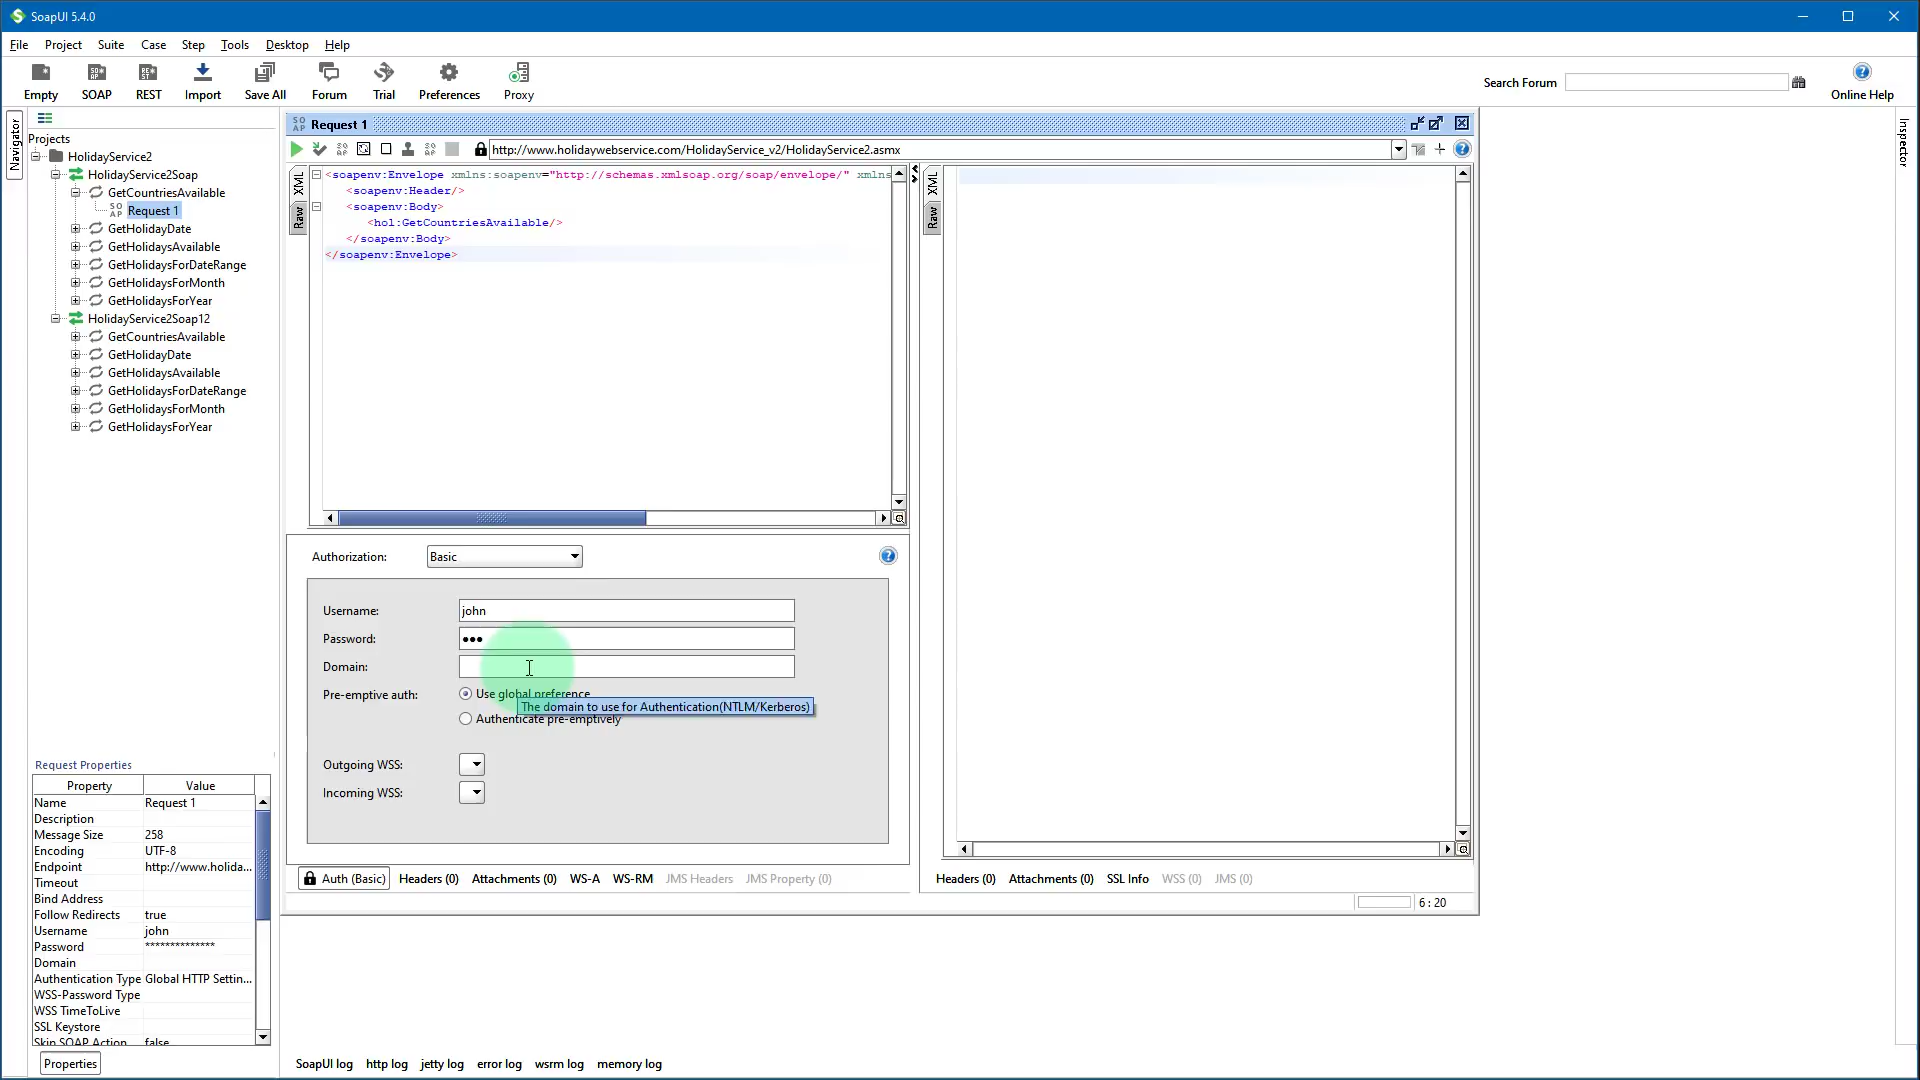 SoapUI 5.4.0
File Project Suite Case Step Tools Desktop Help
Empty SOAP REST Import Save All Forum Trial Preferences Proxy
Search Forum
Online Help
Navigator
Projects
HolidayService2
HolidayService2Soap
GetCountriesAvailable
Request 1
GetHolidayDate
GetHolidaysAvailable
GetHolidaysForDateRange
GetHolidaysForMonth
GetHolidaysForYear
HolidayService2Soap12
GetCountriesAvailable
GetHolidayDate
GetHolidaysAvailable
GetHolidaysForDateRange
GetHolidaysForMonth
GetHolidaysForYear
Request Properties
Property Value
Name Request 1
Description
Message Size 258
Encoding UTF-8
Endpoint http://www.holida...
Timeout
Bind Address
Follow Redirects true
Username john
Password **************
Domain
Authentication Type Global HTTP Settin...
WSS-Password Type
WSS TimeToLive
SSL Keystore
Skip SOAP Action false
Properties
Request 1
http://www.holidaywebservice.com/HolidayService_v2/HolidayService2.asmx
XML
Raw
<soapenv:Envelope xmlns:soapenv="http://schemas.xmlsoap.org/soap/envelope/" xmlns
<soapenv:Header/>
<soapenv:Body>
<hol:GetCountriesAvailable/>
</soapenv:Body>
</soapenv:Envelope>
XML
Raw
Authorization: Basic
Username: john
Password: •••
Domain:
Pre-emptive auth: Use global preference
The domain to use for Authentication(NTLM/Kerberos)
Authenticate pre-emptively
Outgoing WSS:
Incoming WSS:
Auth (Basic) Headers (0) Attachments (0) WS-A WS-RM JMS Headers JMS Property (0)
Headers (0) Attachments (0) SSL Info WSS (0) JMS (0)
6 : 20
Inspector
SoapUI log http log jetty log error log wsrm log memory log